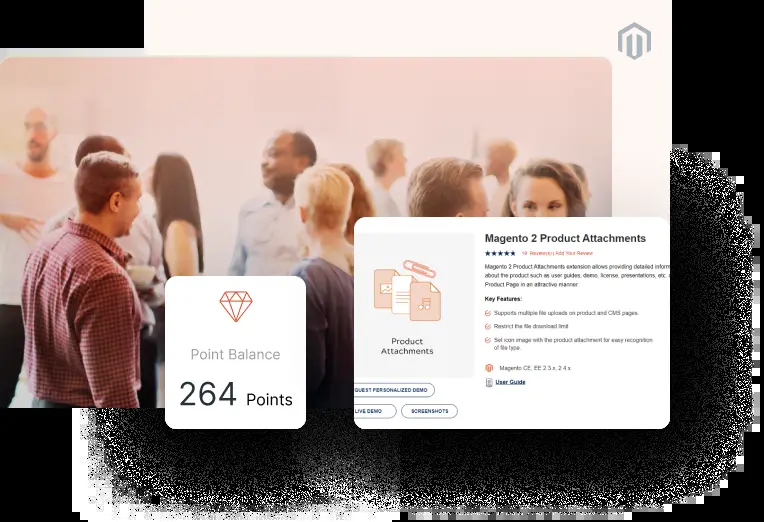 Magento 2 Product Attachments
Review(s) | Add Your Review
Magento 2 Product Attachments extension allows providing detailed inform
about the product such as user guides, demo, license, presentations, etc,
Product Page in an attractive manner
Key Features:
Supports multiple file uploads on product and CMS pages.
Restrict the file download limit
Set icon image with the product attachment for easy recognition
of file type.
Magento CE, EE 2.3.x, 2.4.x
User Guide
Product
Attachments
QUEST PERSONALIZED DEMO
LIVE DEMO
SCREENSHOTS
Point Balance
264 Points